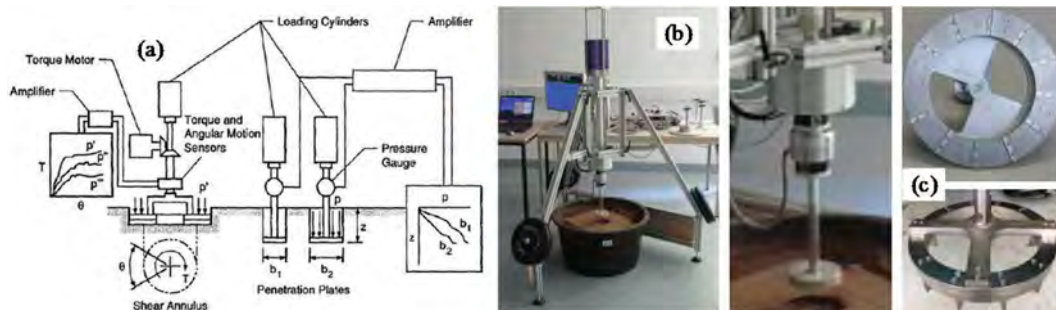 (a)
Loading Cylinders
Amplifier
Torque Motor
Amplifier
Torque and
Angular Motion
Sensors
Pressure
Gauge
T
p'
p''
p'''
θ
p'
p
z
θ
T
b₁
b₂
Shear Annulus
Penetration Plates
p
z
b₁
b₂
(b)
(c)